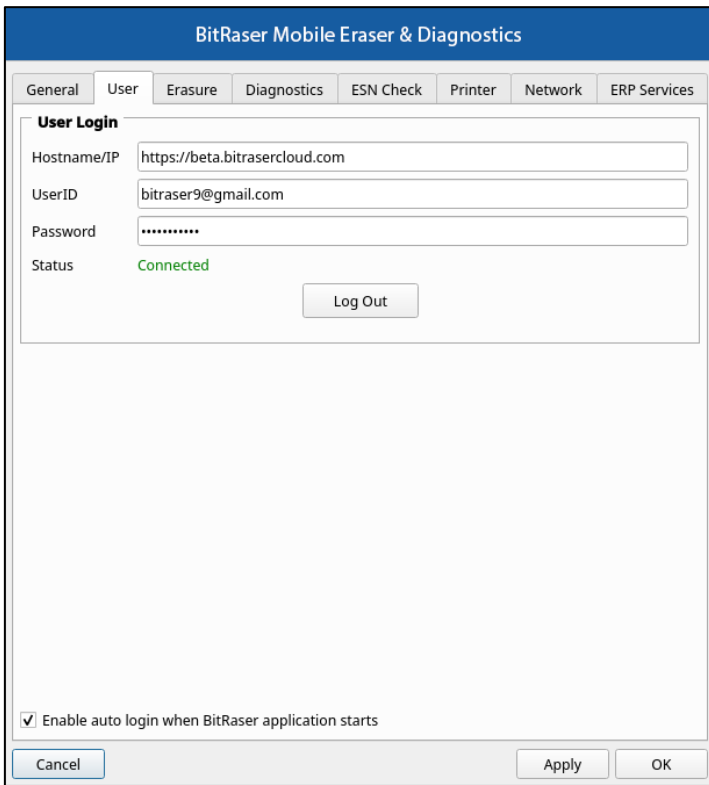 BitRaser Mobile Eraser & Diagnostics
General User Erasure Diagnostics ESN Check Printer Network ERP Services
User Login
Hostname/IP https://beta.bitrasercloud.com
UserID bitraser9@gmail.com
Password •••••••••••
Status Connected
Log Out
Enable auto login when BitRaser application starts
Cancel Apply OK